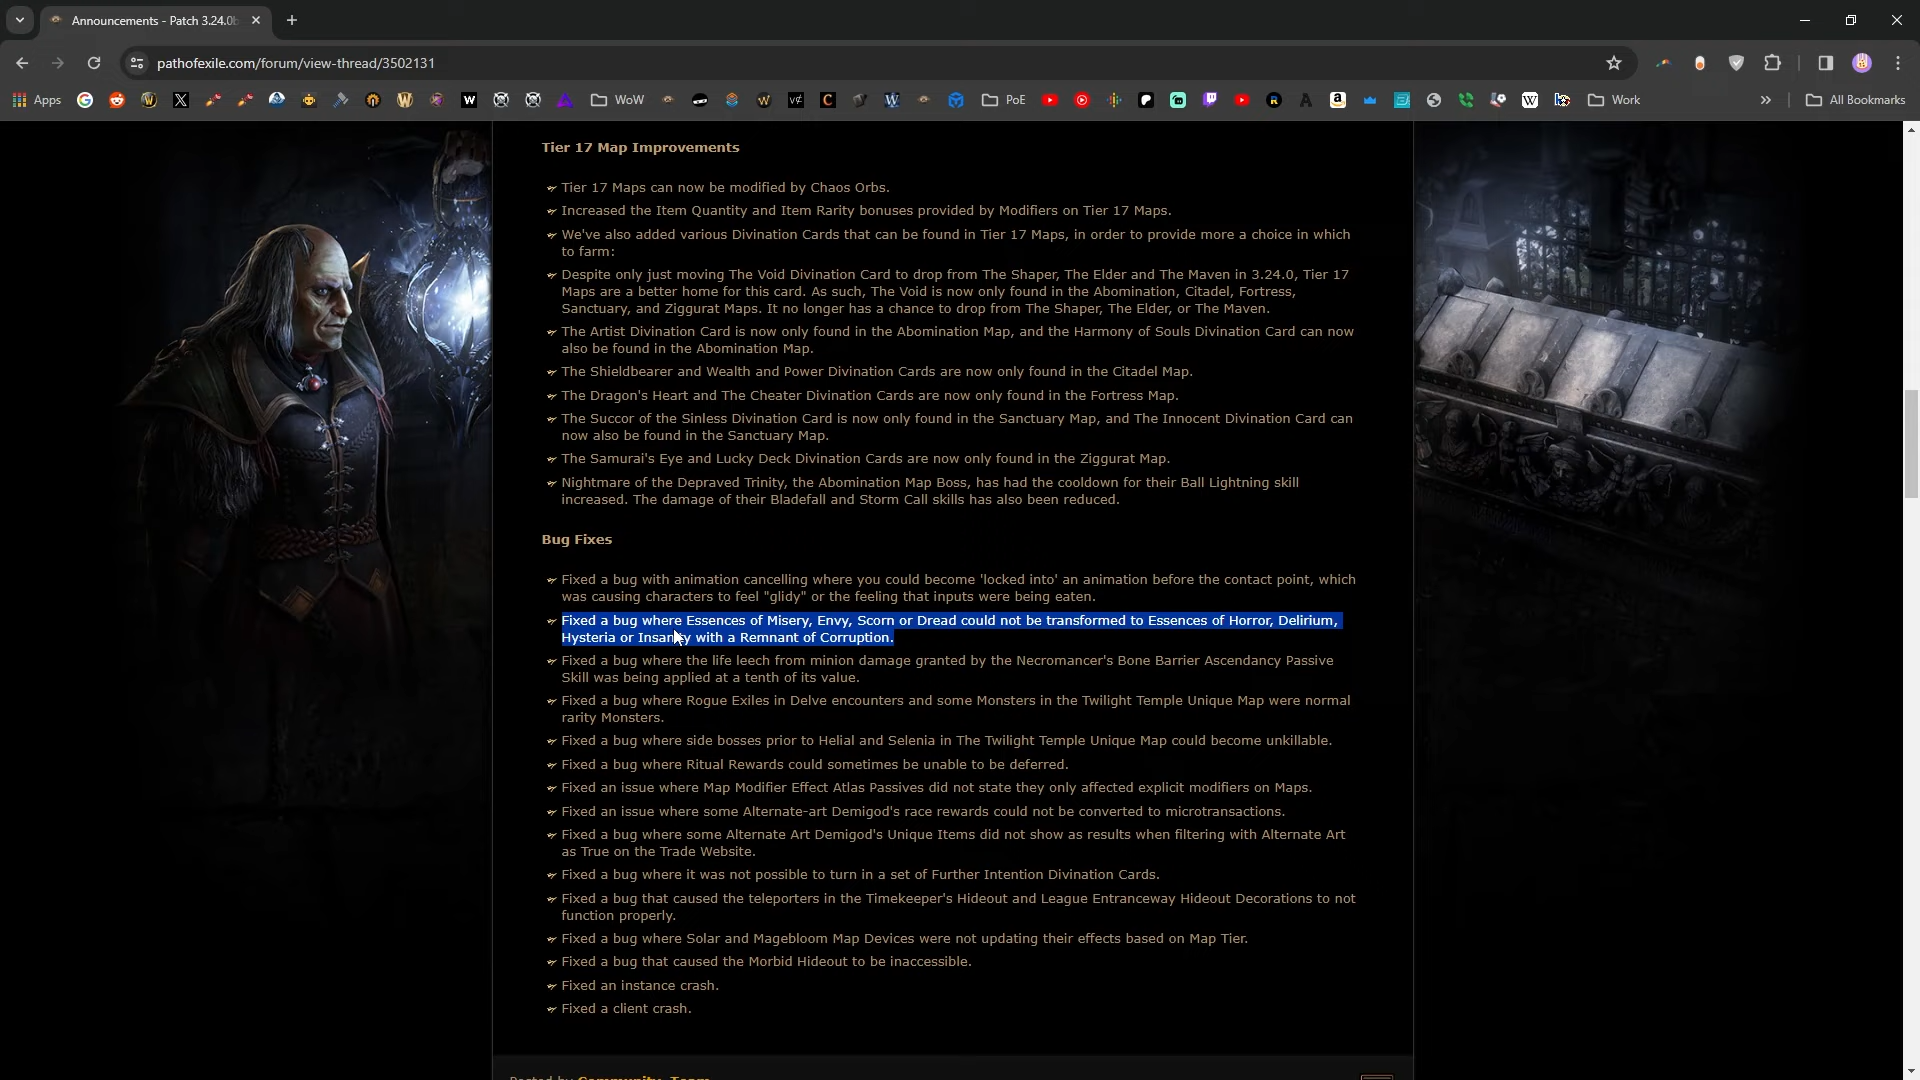 Announcements - Patch 3.24.0b
pathofexile.com/forum/view-thread/3502131
Apps
WoW
PoE
Work
All Bookmarks
Tier 17 Map Improvements
Tier 17 Maps can now be modified by Chaos Orbs.
Increased the Item Quantity and Item Rarity bonuses provided by Modifiers on Tier 17 Maps.
We've also added various Divination Cards that can be found in Tier 17 Maps, in order to provide more a choice in which
to farm:
Despite only just moving The Void Divination Card to drop from The Shaper, The Elder and The Maven in 3.24.0, Tier 17
Maps are a better home for this card. As such, The Void is now only found in the Abomination, Citadel, Fortress,
Sanctuary, and Ziggurat Maps. It no longer has a chance to drop from The Shaper, The Elder, or The Maven.
The Artist Divination Card is now only found in the Abomination Map, and the Harmony of Souls Divination Card can now
also be found in the Abomination Map.
The Shieldbearer and Wealth and Power Divination Cards are now only found in the Citadel Map.
The Dragon's Heart and The Cheater Divination Cards are now only found in the Fortress Map.
The Succor of the Sinless Divination Card is now only found in the Sanctuary Map, and The Innocent Divination Card can
now also be found in the Sanctuary Map.
The Samurai's Eye and Lucky Deck Divination Cards are now only found in the Ziggurat Map.
Nightmare of the Depraved Trinity, the Abomination Map Boss, has had the cooldown for their Ball Lightning skill
increased. The damage of their Bladefall and Storm Call skills has also been reduced.
Bug Fixes
Fixed a bug with animation cancelling where you could become 'locked into' an animation before the contact point, which
was causing characters to feel "glidy" or the feeling that inputs were being eaten.
Fixed a bug where Essences of Misery, Envy, Scorn or Dread could not be transformed to Essences of Horror, Delirium,
Hysteria or Insanity with a Remnant of Corruption.
Fixed a bug where the life leech from minion damage granted by the Necromancer's Bone Barrier Ascendancy Passive
Skill was being applied at a tenth of its value.
Fixed a bug where Rogue Exiles in Delve encounters and some Monsters in the Twilight Temple Unique Map were normal
rarity Monsters.
Fixed a bug where side bosses prior to Helial and Selenia in The Twilight Temple Unique Map could become unkillable.
Fixed a bug where Ritual Rewards could sometimes be unable to be deferred.
Fixed an issue where Map Modifier Effect Atlas Passives did not state they only affected explicit modifiers on Maps.
Fixed an issue where some Alternate-art Demigod's race rewards could not be converted to microtransactions.
Fixed a bug where some Alternate Art Demigod's Unique Items did not show as results when filtering with Alternate Art
as True on the Trade Website.
Fixed a bug where it was not possible to turn in a set of Further Intention Divination Cards.
Fixed a bug that caused the teleporters in the Timekeeper's Hideout and League Entranceway Hideout Decorations to not
function properly.
Fixed a bug where Solar and Magebloom Map Devices were not updating their effects based on Map Tier.
Fixed a bug that caused the Morbid Hideout to be inaccessible.
Fixed an instance crash.
Fixed a client crash.
Posted by Community_Team